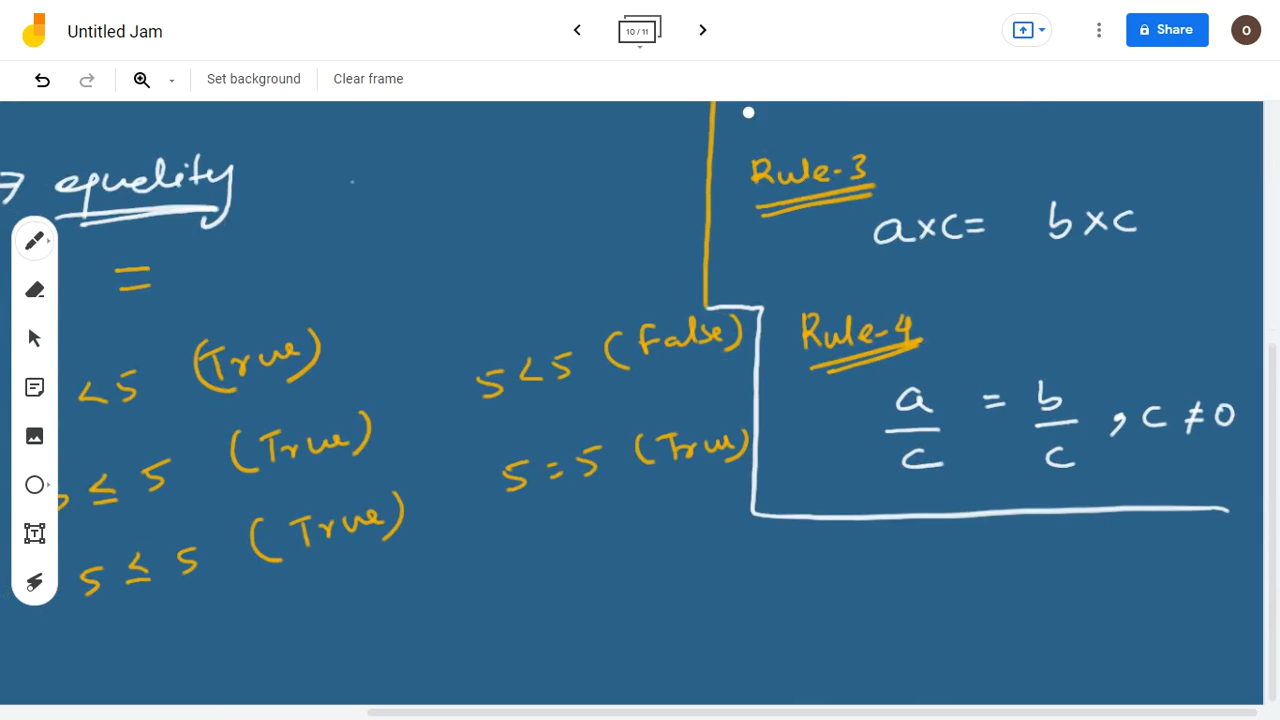 Untitled Jam
10 / 11
Share
O
Set background
Clear frame
→ equality
=
< 5 (True)
≤ 5 (True)
5 ≤ 5 (True)
5 < 5 (False)
5 = 5 (True)
Rule-3
a×c= b×c
Rule-4
a/c = b/c , c ≠ 0